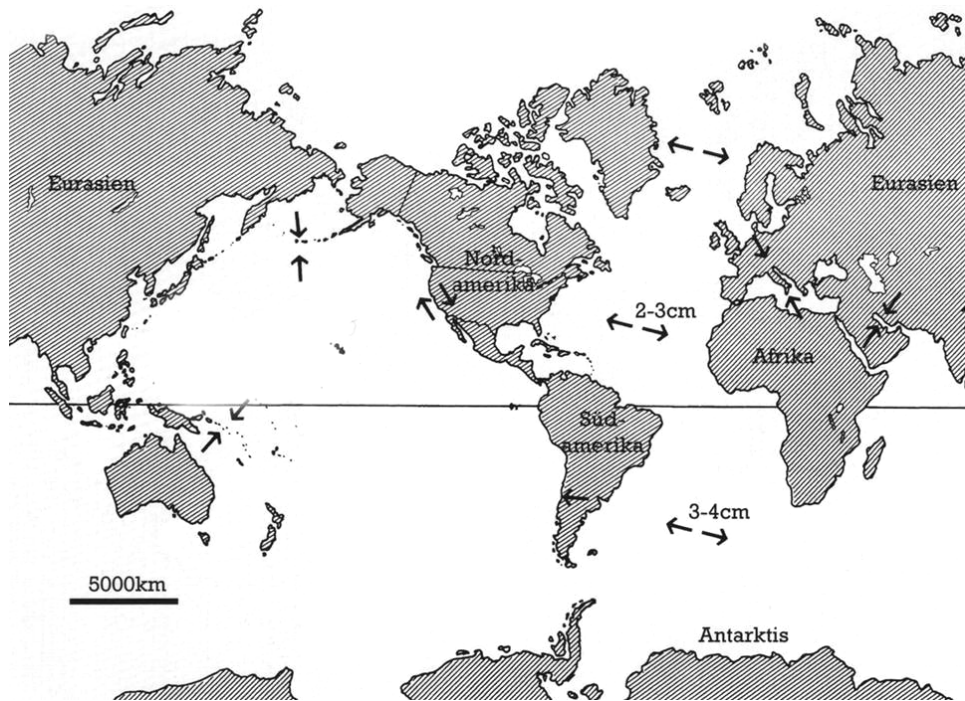 Eurasien
Eurasien
Nord-
amerika
2-3cm
Afrika
Süd-
amerika
3-4cm
5000km
Antarktis